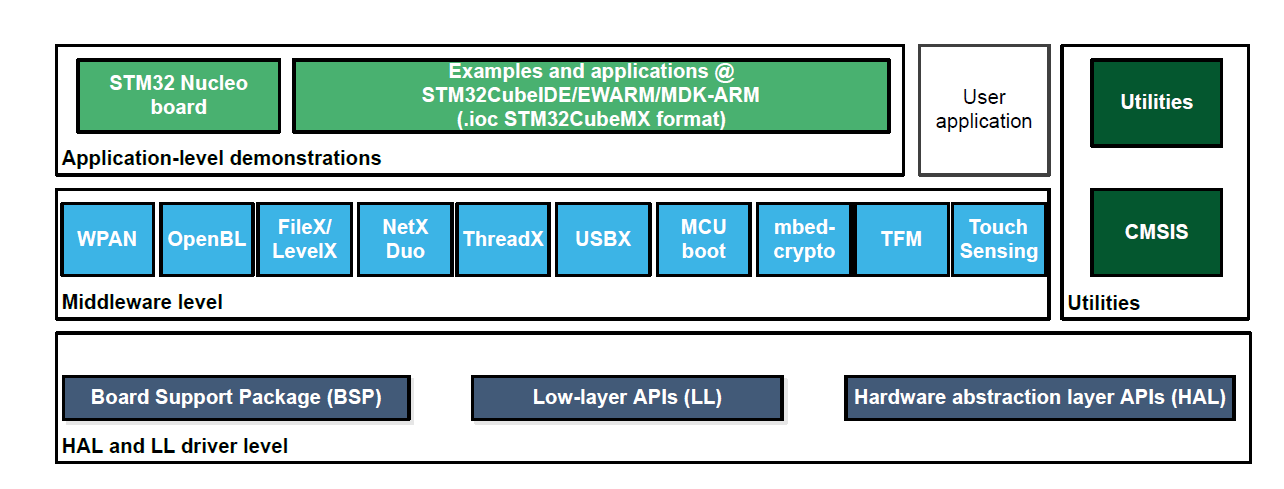 STM32 Nucleo
board
Examples and applications @
STM32CubeIDE/EWARM/MDK-ARM
(.ioc STM32CubeMX format)
Application-level demonstrations
User
application
Utilities
WPAN
OpenBL
FileX/
LevelX
NetX
Duo
ThreadX
USBX
MCU
boot
mbed-
crypto
TFM
Touch
Sensing
Middleware level
CMSIS
Utilities
Board Support Package (BSP)
Low-layer APIs (LL)
Hardware abstraction layer APIs (HAL)
HAL and LL driver level